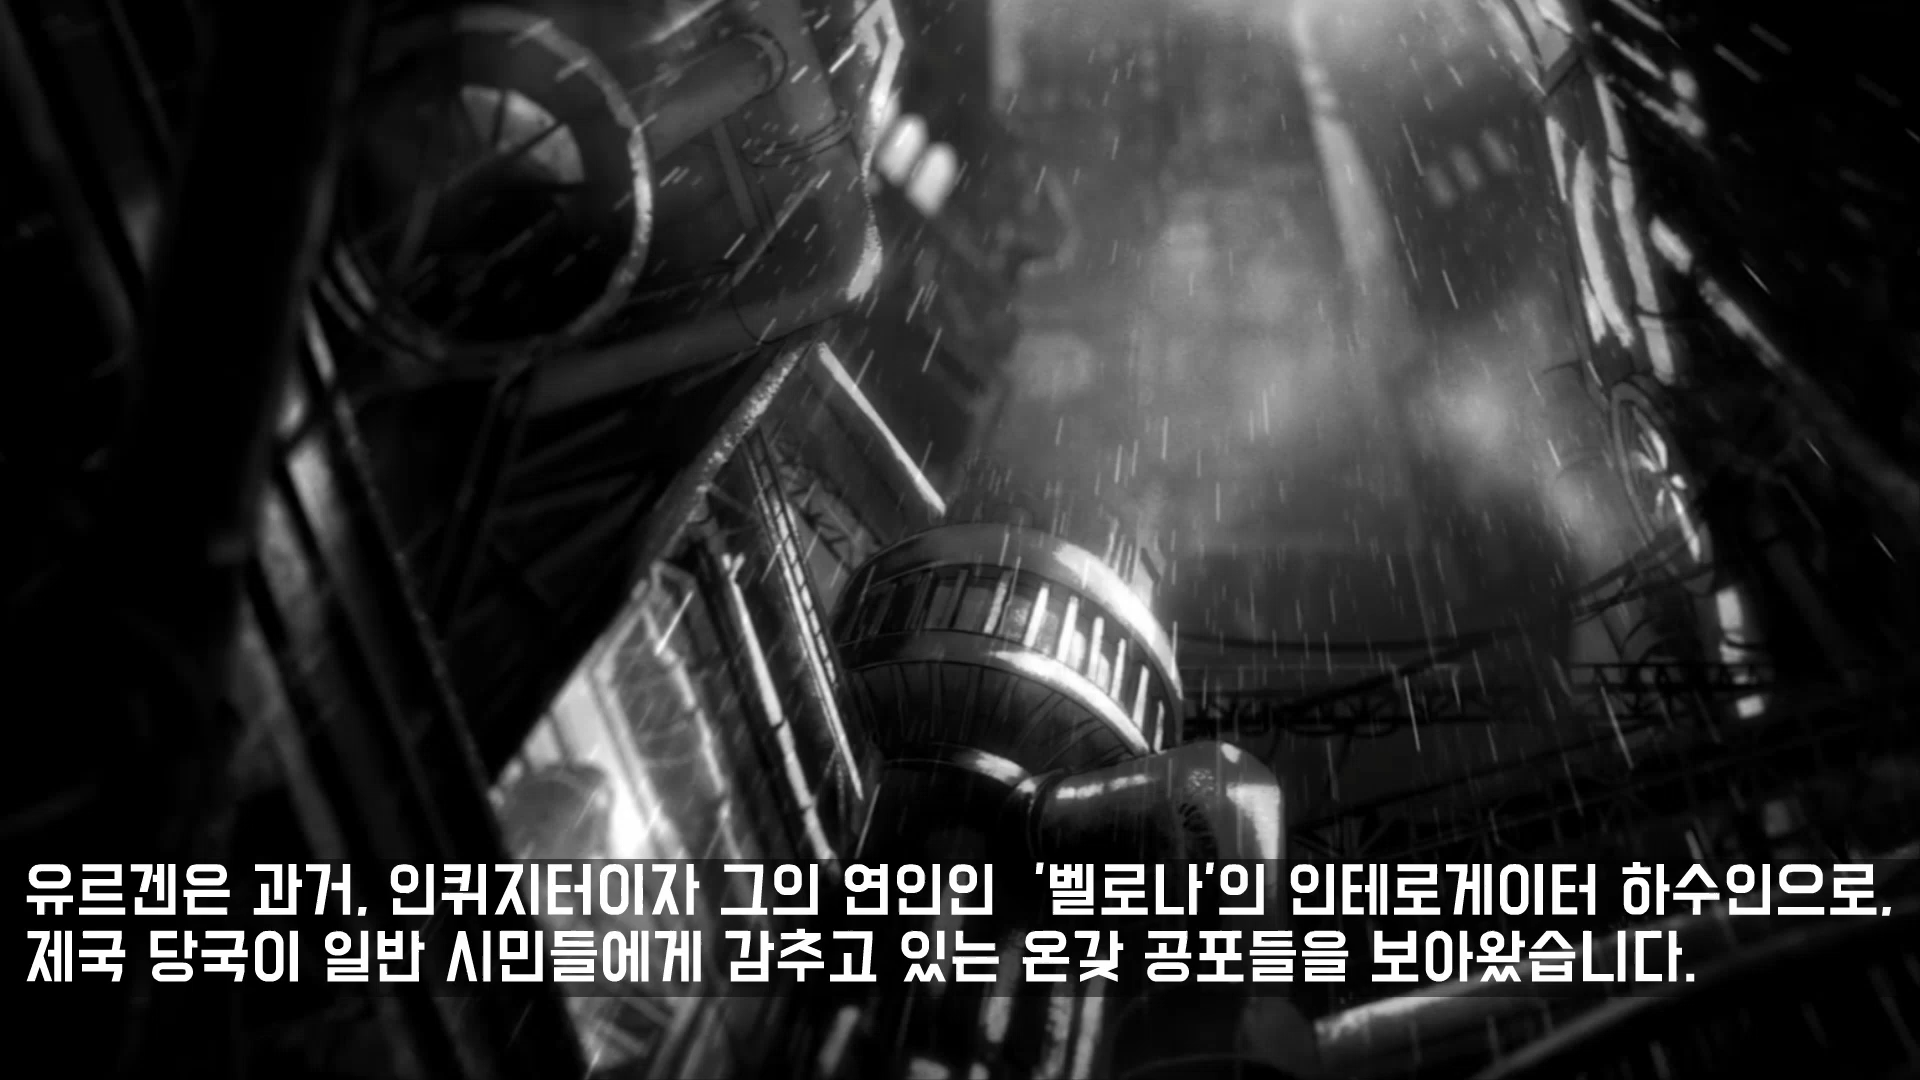 유르겐은 과거, 인퀴지터이자 그의 연인인 '벨로나'의 인테로게이터 하수인으로,
제국 당국이 일반 시민들에게 감추고 있는 온갖 공포들을 보아왔습니다.